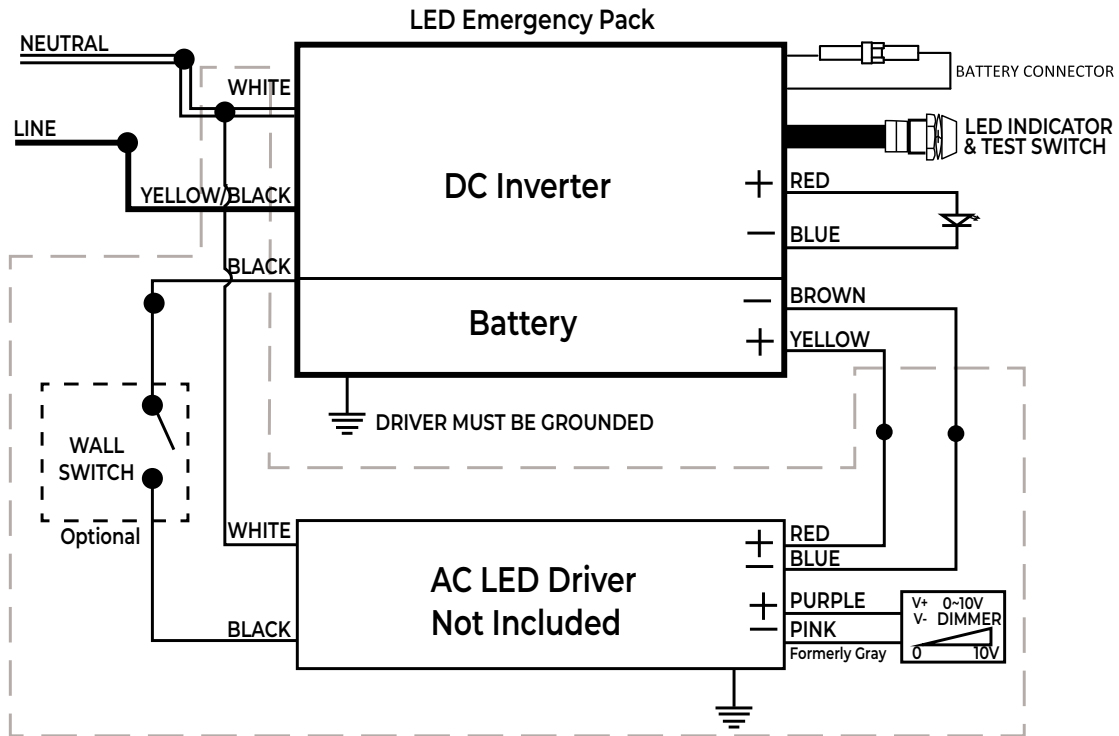 LED Emergency Pack
NEUTRAL
WHITE
LINE
YELLOW/BLACK
BLACK
DC Inverter
Battery
BATTERY CONNECTOR
LED INDICATOR
& TEST SWITCH
+ RED
− BLUE
− BROWN
+ YELLOW
DRIVER MUST BE GROUNDED
WALL
SWITCH
Optional
WHITE
BLACK
AC LED Driver
Not Included
+ RED
− BLUE
+ PURPLE
− PINK
Formerly Gray
V+ 0~10V
V- DIMMER
0 10V